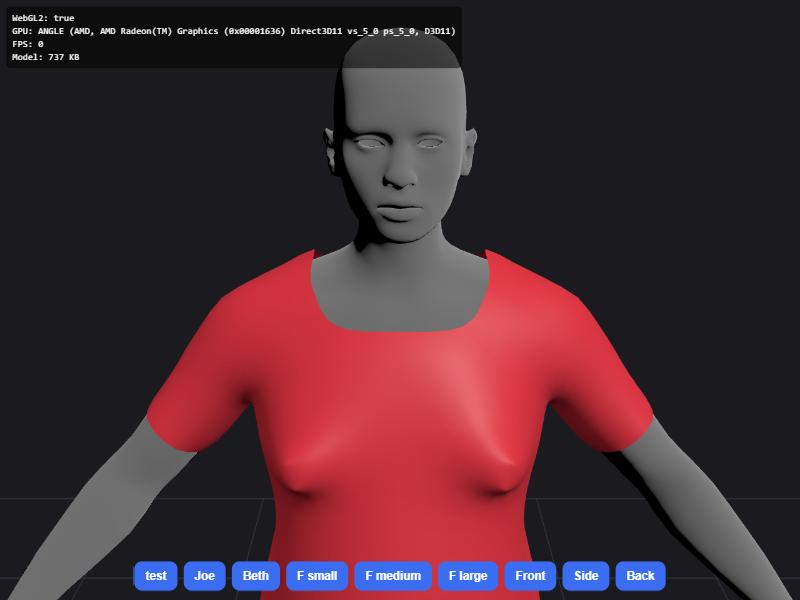 WebGL2: true
GPU: ANGLE (AMD, AMD Radeon(TM) Graphics (0x00001636) Direct3D11 vs_5_0 ps_5_0, D3D11)
FPS: 0
Model: 737 KB
test Joe Beth F small F medium F large Front Side Back